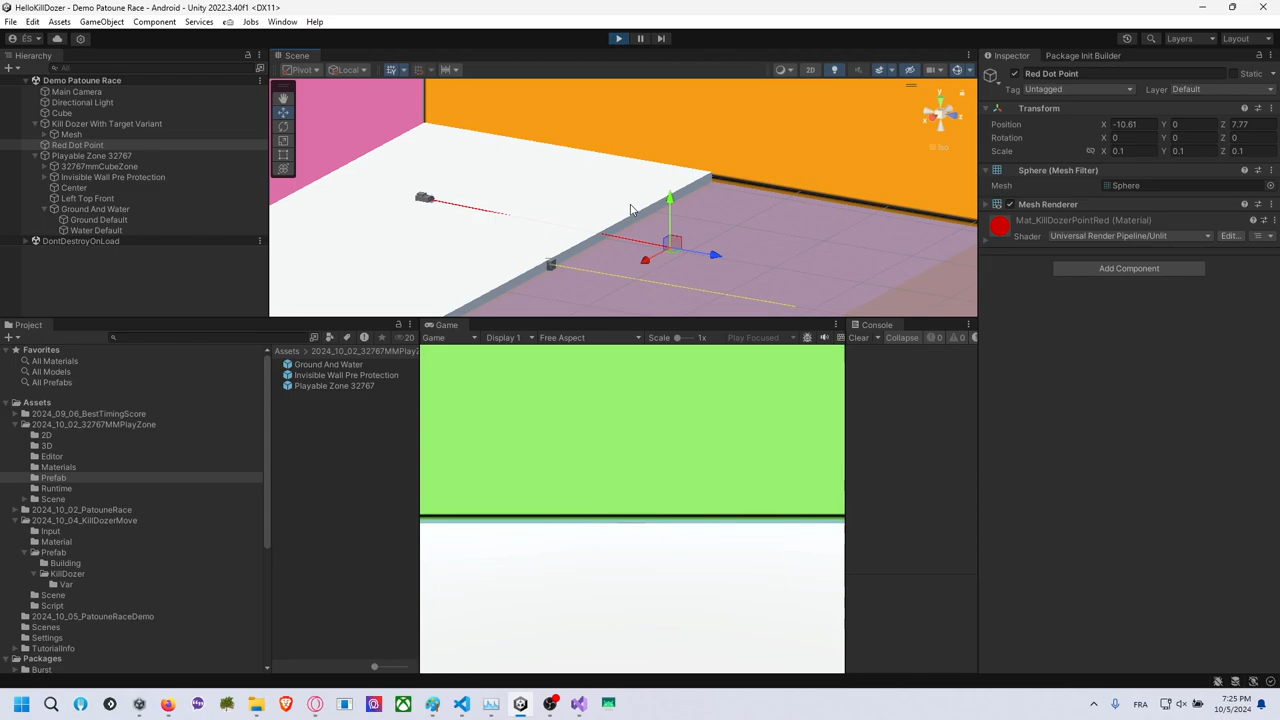 HelloKillDozer - Demo Patoune Race - Android - Unity 2022.3.40f1 <DX11>
File Edit Assets GameObject Component Services Jobs Window Help
ÉS
Layers Layout
Hierarchy
All
Demo Patoune Race
Main Camera
Directional Light
Cube
Kill Dozer With Target Variant
Mesh
Red Dot Point
Playable Zone 32767
32767mmCubeZone
Invisible Wall Pre Protection
Center
Left Top Front
Ground And Water
Ground Default
Water Default
DontDestroyOnLoad
Scene
Pivot Local
2D
y
x
z
Iso
Inspector Package Init Builder
Red Dot Point Static
Tag Untagged Layer Default
Transform
Position X -10.61 Y 0 Z 7.77
Rotation X 0 Y 0 Z 0
Scale X 0.1 Y 0.1 Z 0.1
Sphere (Mesh Filter)
Mesh Sphere
Mesh Renderer
Mat_KillDozerPointRed (Material)
Shader Universal Render Pipeline/Unlit Edit...
Add Component
Project
20
Favorites
All Materials
All Models
All Prefabs
Assets
2024_09_06_BestTimingScore
2024_10_02_32767MMPlayZone
2D
3D
Editor
Materials
Prefab
Runtime
Scene
2024_10_02_PatouneRace
2024_10_04_KillDozerMove
Input
Material
Prefab
Building
KillDozer
Var
Scene
Script
2024_10_05_PatouneRaceDemo
Scenes
Settings
TutorialInfo
Packages
Burst
Assets 2024_10_02_32767MMPlayZ
Ground And Water
Invisible Wall Pre Protection
Playable Zone 32767
Game
Game Display 1 Free Aspect Scale 1x Play Focused
Console
Clear Collapse 0 0
FRA
7:25 PM
10/5/2024